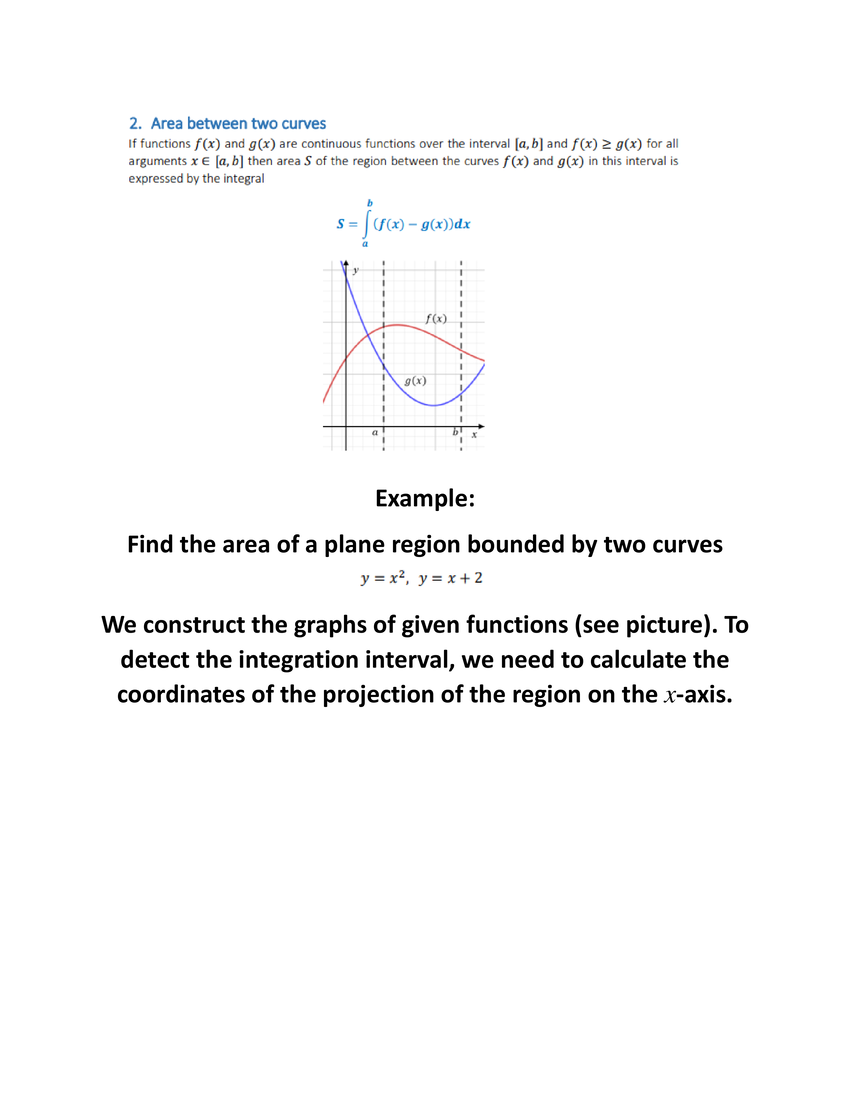 2. Area between two curves
If functions f(x) and g(x) are continuous functions over the interval [a, b] and f(x) ≥ g(x) for all
arguments x ∈ [a, b] then area S of the region between the curves f(x) and g(x) in this interval is
expressed by the integral
b
S = ∫(f(x) − g(x))dx
a
y
f(x)
g(x)
a b x
Example:
Find the area of a plane region bounded by two curves
y = x², y = x + 2
We construct the graphs of given functions (see picture). To
detect the integration interval, we need to calculate the
coordinates of the projection of the region on the x-axis.